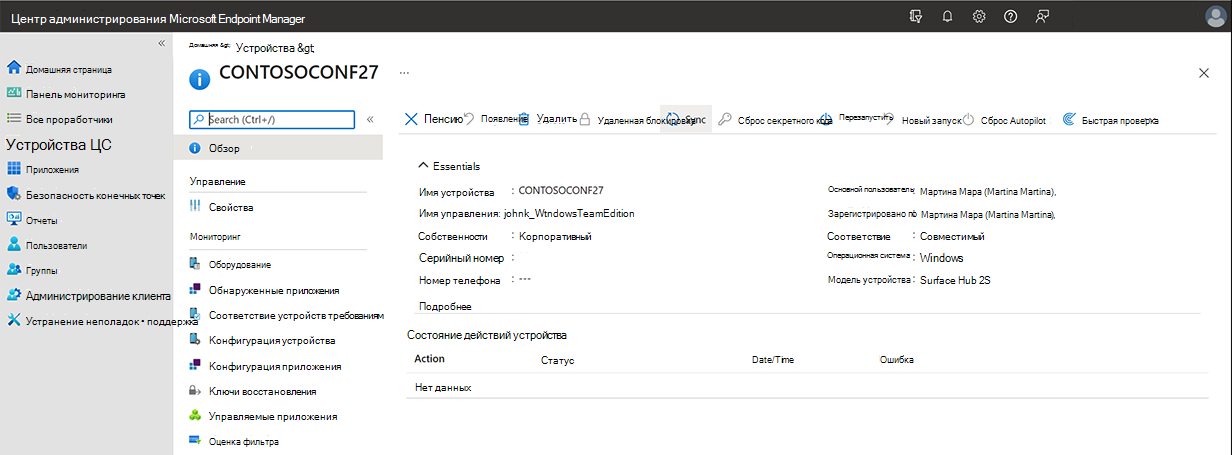 Центр администрирования Microsoft Endpoint Manager
«
Домашняя страница
Панель мониторинга
Все проработчики
Устройства ЦС
Приложения
Безопасность конечных точек
Отчеты
Пользователи
Группы
Администрирование клиента
Устранение неполадок • поддержка
Домашняя &gt; Устройства &gt;
CONTOSOCONF27 ...
Search (Ctrl+/) «
Обзор
Управление
Свойства
Мониторинг
Оборудование
Обнаруженные приложения
Соответствие устройств требованиям
Конфигурация устройства
Конфигурация приложения
Ключи восстановления
Управляемые приложения
Оценка фильтра
Пенсию Появление Удалить Удаленная блокировку Sync Сброс секретного кода Перезапустить Новый запуск Сброс Autopilot Быстрая проверка
Essentials
Имя устройства : CONTOSOCONF27
Имя управления: johnk_WtndowsTeamEdition
Собственности : Корпоративный
Серийный номер :
Номер телефона : ---
Подробнее
Основной пользователь: Мартина Мара (Martina Martina),
Зарегистрировано по: Мартина Мара (Martina Martina),
Соответствие : Совместимый
Операционная система : Windows
Модель устройства : Surface Hub 2S
Состояние действий устройства
Action Статус Date/Time Ошибка
Нет данных